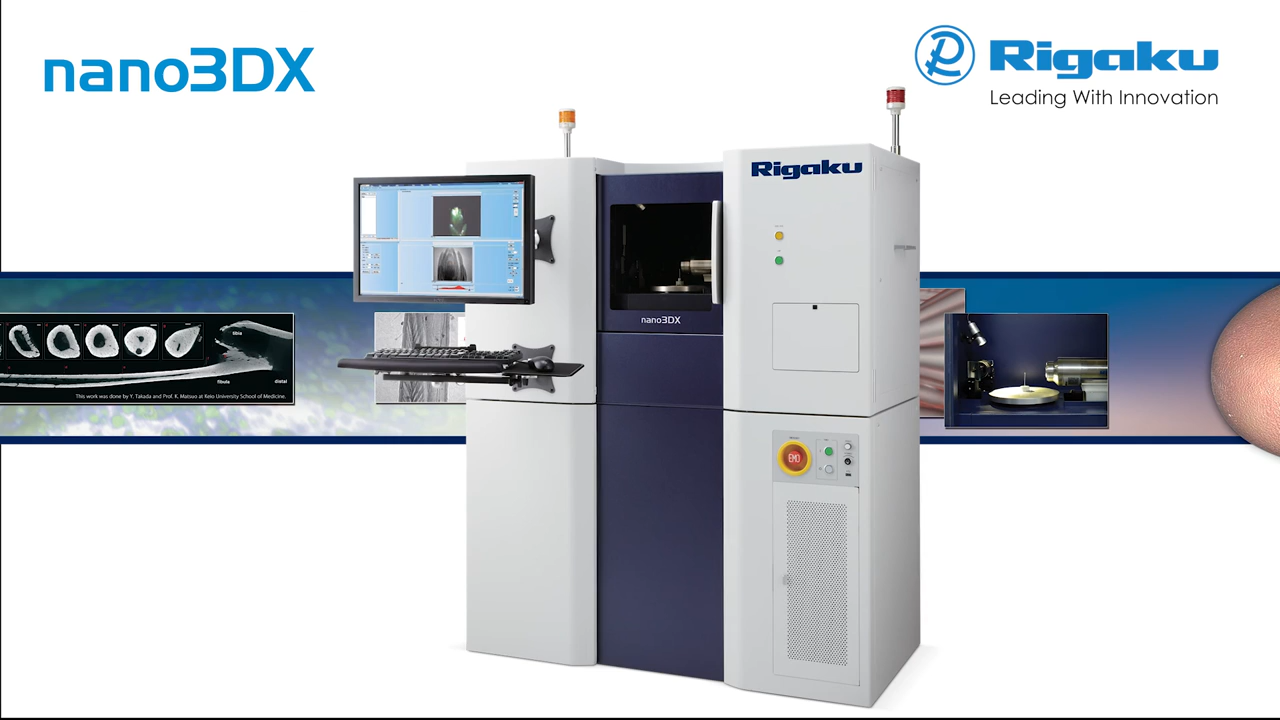 nano3DX
Rigaku
Leading With Innovation
Rigaku
nano3DX
tibia
fibula
distal
This work was done by Y. Takada and Prof. K. Matsuo at Keio University School of Medicine.
EMO